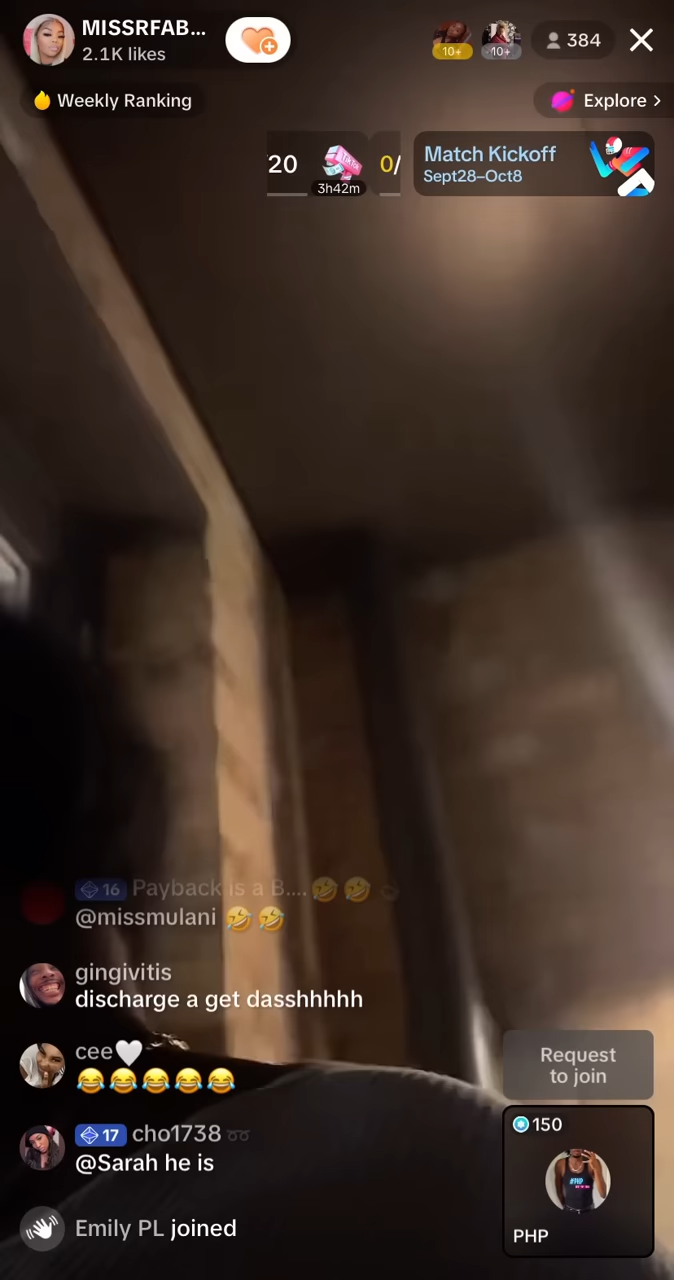 MISSRFAB...
2.1K likes
10+
10+
384
Weekly Ranking
Explore >
20
TikTok
3h42m
0/
Match Kickoff
Sept28–Oct8
16 Payback is a B.... 🤣 🤣
@missmulani 🤣 🤣
gingivitis
discharge a get dasshhhhh
cee🤍
😂😂😂😂😂
17 cho1738 ➿
@Sarah he is
Emily PL joined
Request
to join
150
PHP